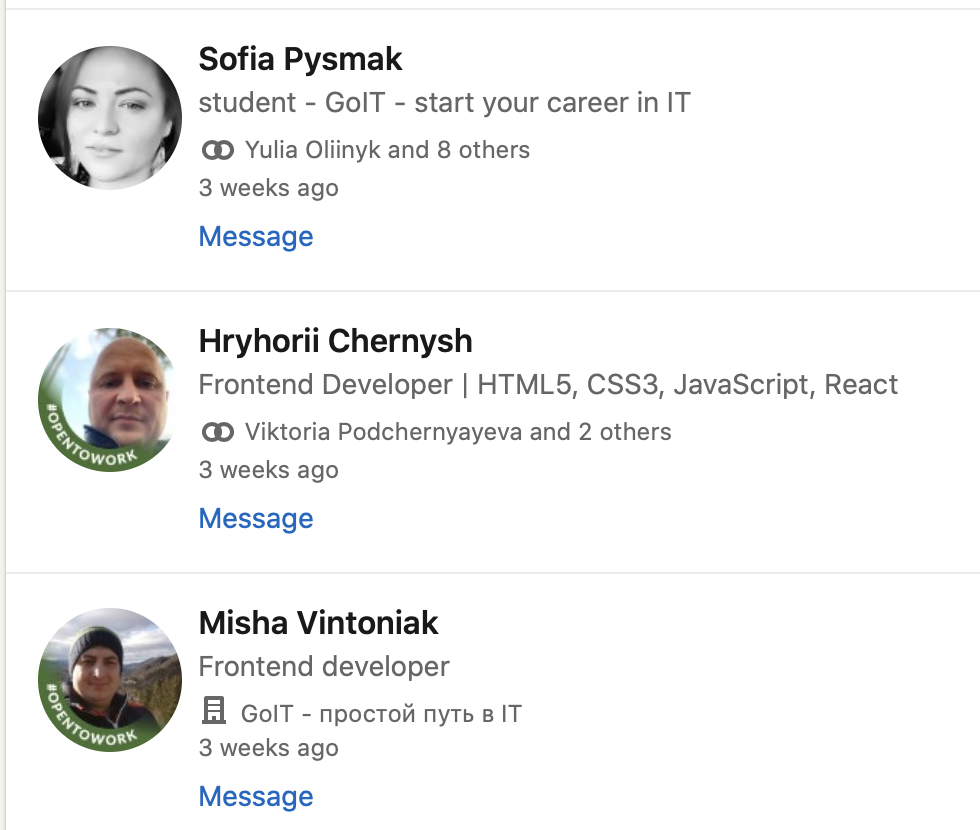 Sofia Pysmak
student - GoIT - start your career in IT
Yulia Oliinyk and 8 others
3 weeks ago
Message
Hryhorii Chernysh
Frontend Developer | HTML5, CSS3, JavaScript, React
#OPENTOWORK
Viktoria Podchernyayeva and 2 others
3 weeks ago
Message
Misha Vintoniak
Frontend developer
#OPENTOWORK
GoIT - простой путь в IT
3 weeks ago
Message